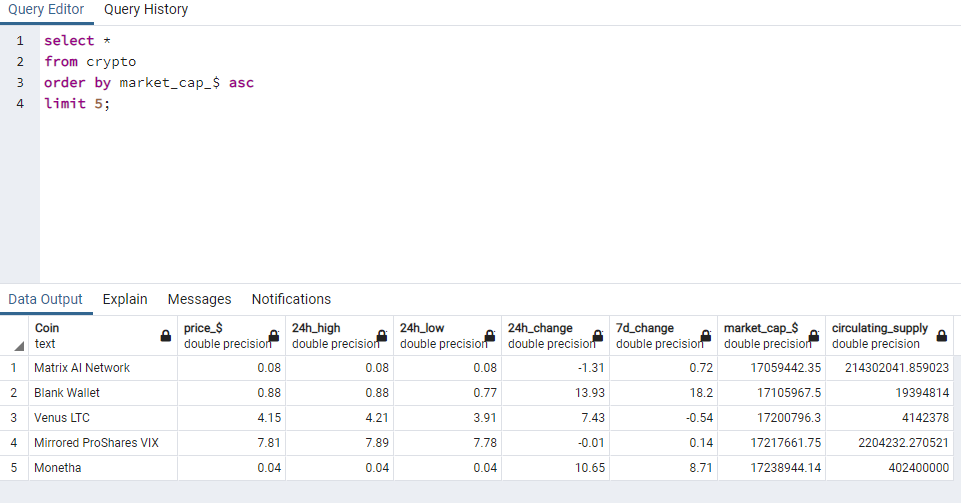 Query Editor Query History
1 select *
2 from crypto
3 order by market_cap_$ asc
4 limit 5;
Data Output Explain Messages Notifications
Coin price_$ 24h_high 24h_low 24h_change 7d_change market_cap_$ circulating_supply
text double precision double precision double precision double precision double precision double precision double precision
1 Matrix AI Network 0.08 0.08 0.08 -1.31 0.72 17059442.35 214302041.859023
2 Blank Wallet 0.88 0.88 0.77 13.93 18.2 17105967.5 19394814
3 Venus LTC 4.15 4.21 3.91 7.43 -0.54 17200796.3 4142378
4 Mirrored ProShares VIX 7.81 7.89 7.78 -0.01 0.14 17217661.75 2204232.270521
5 Monetha 0.04 0.04 0.04 10.65 8.71 17238944.14 402400000